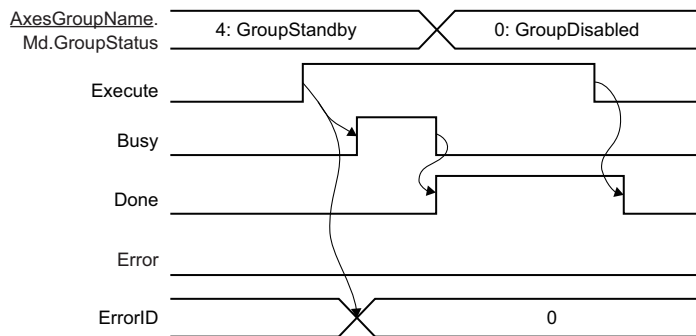 AxesGroupName.
Md.GroupStatus
4: GroupStandby
0: GroupDisabled
Execute
Busy
Done
Error
ErrorID
0